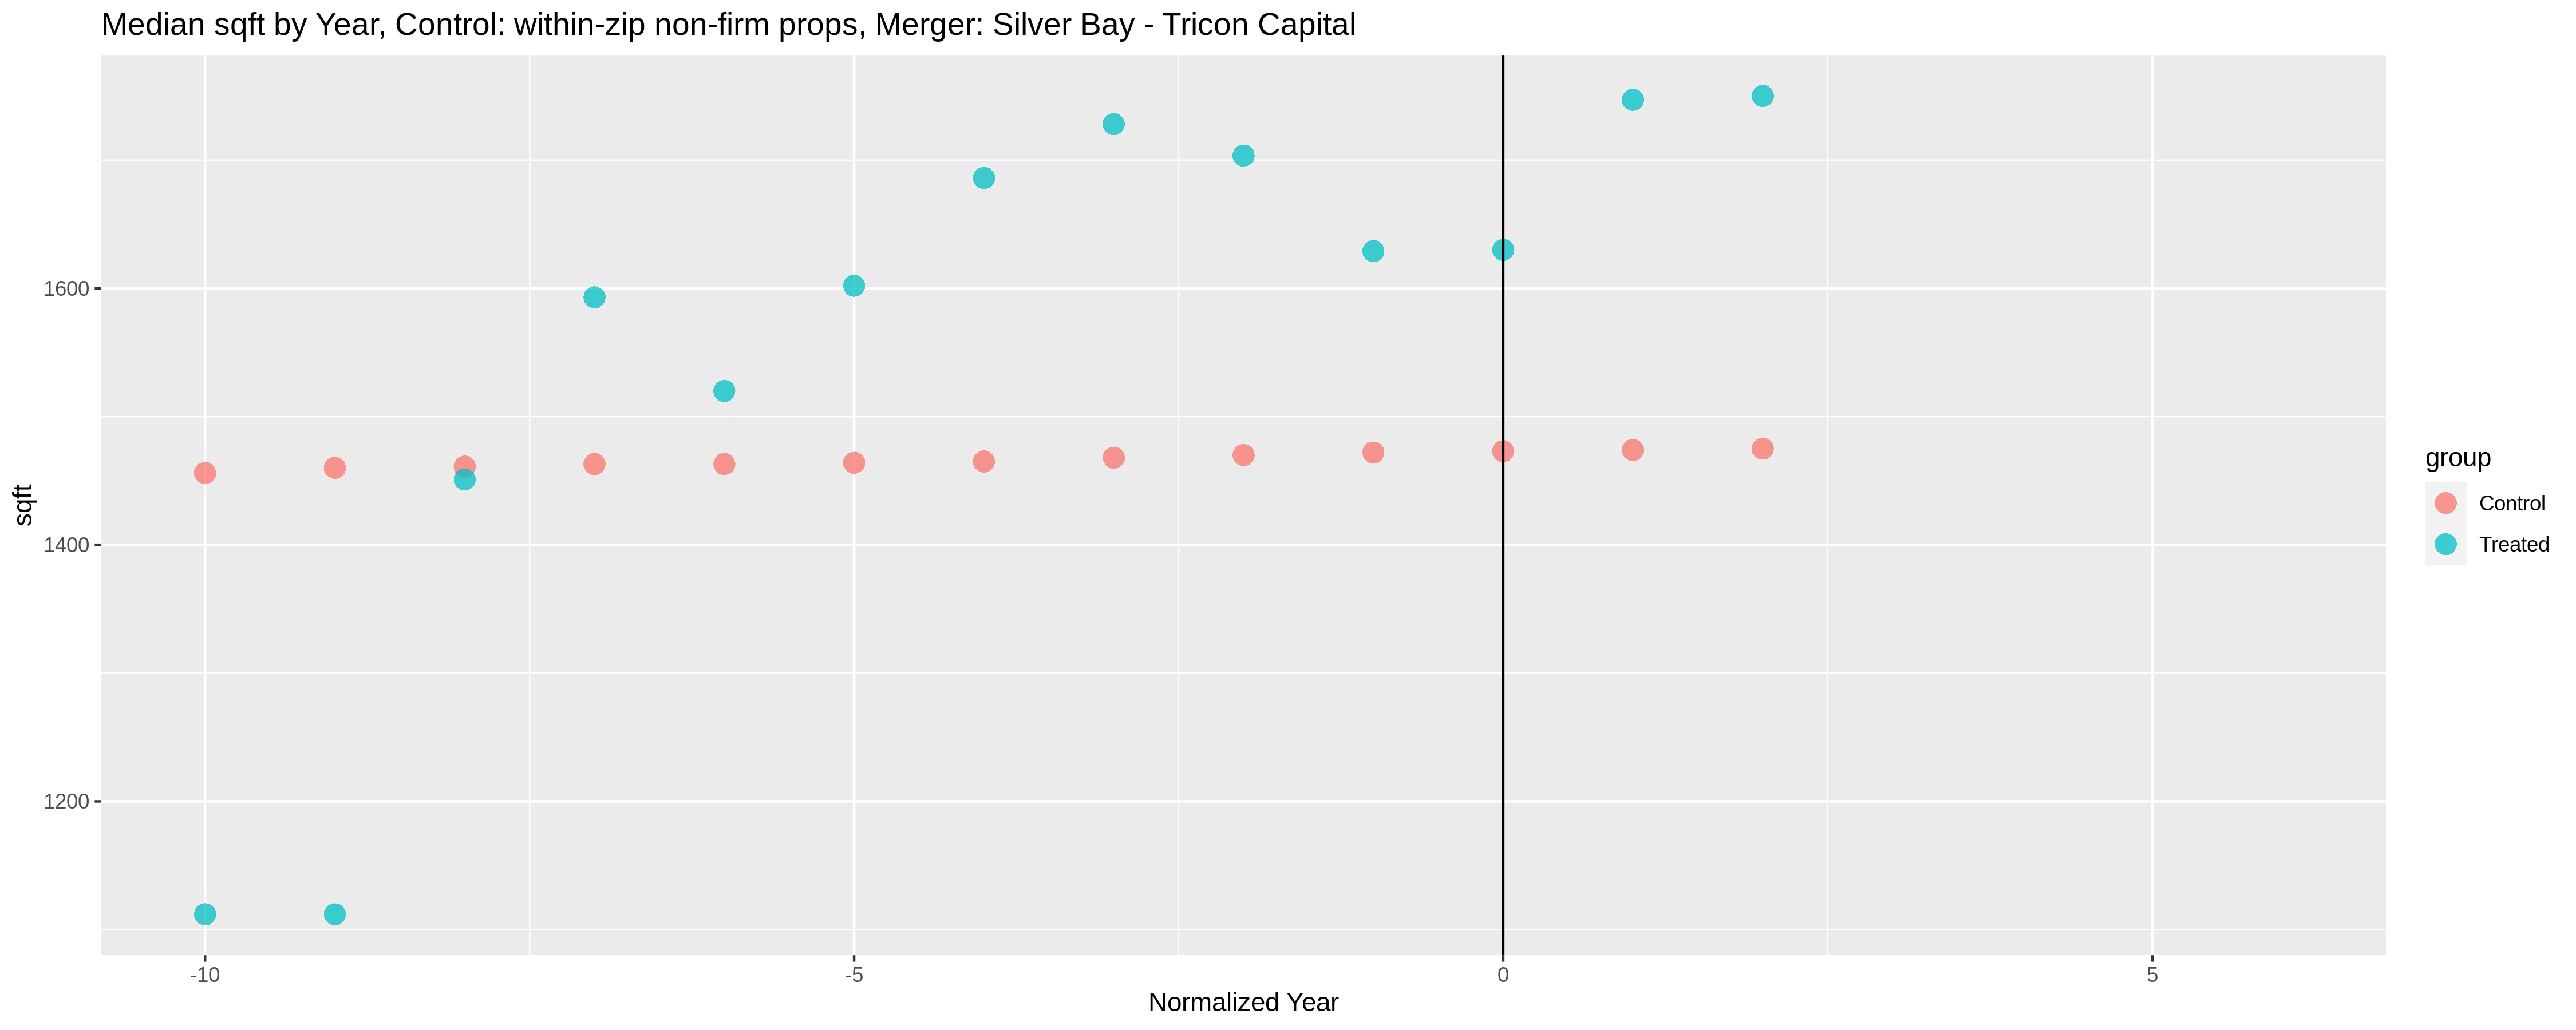 Median sqft by Year, Control: within-zip non-firm props, Merger: Silver Bay - Tricon Capital
sqft
1600
1400
1200
-10
-5
0
5
Normalized Year
group
Control
Treated